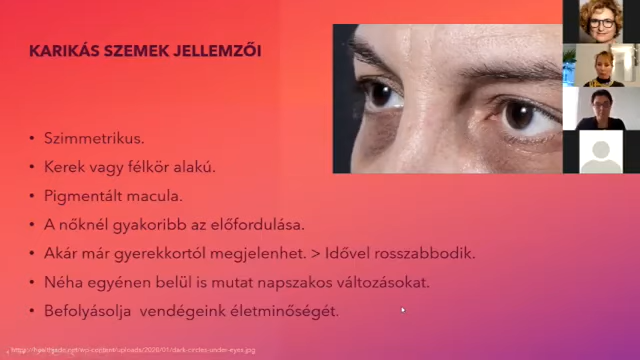 KARIKÁS SZEMEK JELLEMZŐI
• Szimmetrikus.
• Kerek vagy félkör alakú.
• Pigmentált macula.
• A nőknél gyakoribb az előfordulása.
• Akár már gyerekkortól megjelenhet. > Idővel rosszabbodik.
• Néha egyénen belül is mutat napszakos változásokat.
• Befolyásolja vendégeink életminőségét.